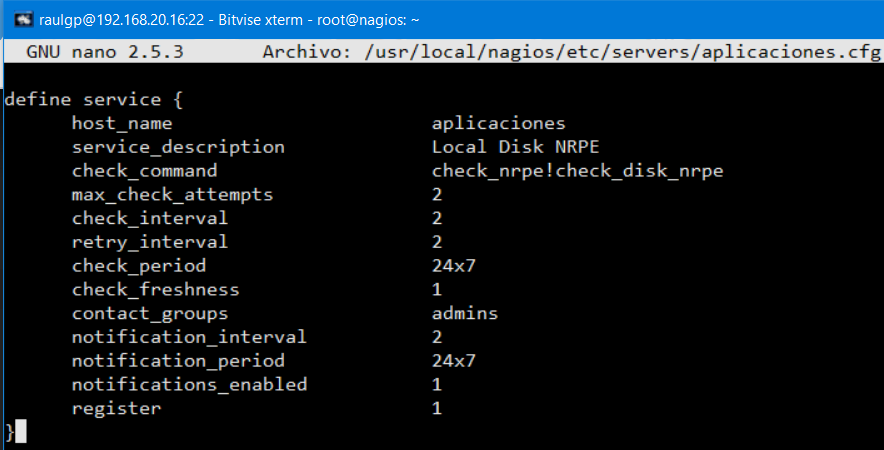 raulgp@192.168.20.16:22 - Bitvise xterm - root@nagios: ~
GNU nano 2.5.3 Archivo: /usr/local/nagios/etc/servers/aplicaciones.cfg
define service {
host_name aplicaciones
service_description Local Disk NRPE
check_command check_nrpe!check_disk_nrpe
max_check_attempts 2
check_interval 2
retry_interval 2
check_period 24x7
check_freshness 1
contact_groups admins
notification_interval 2
notification_period 24x7
notifications_enabled 1
register 1
}